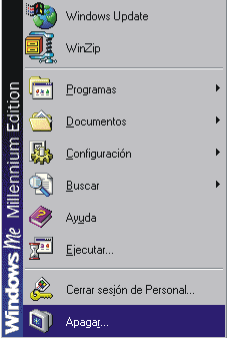 Windows Update
WinZip
Programas
Documentos
Configuración
Buscar
Ayuda
Ejecutar...
Cerrar sesión de Personal...
Apagar...
Windows Me Millennium Edition